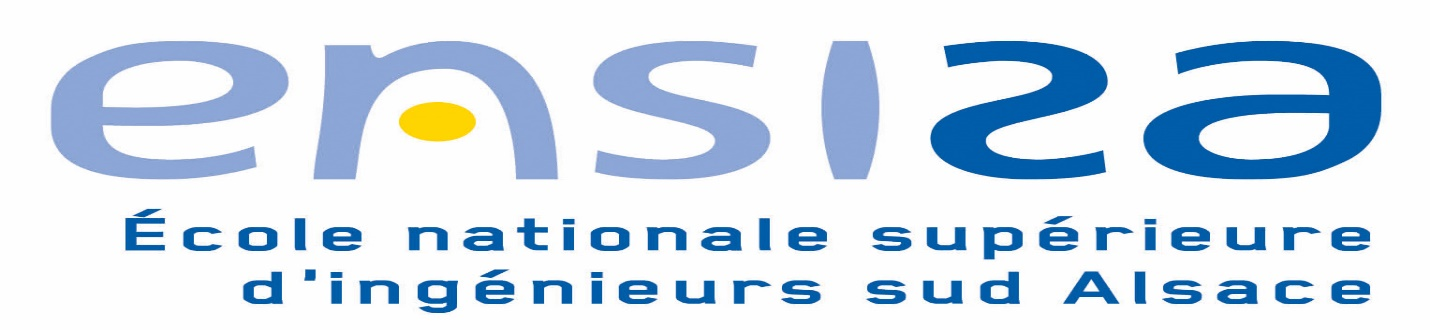 ensisa
École nationale supérieure
d'ingénieurs sud Alsace